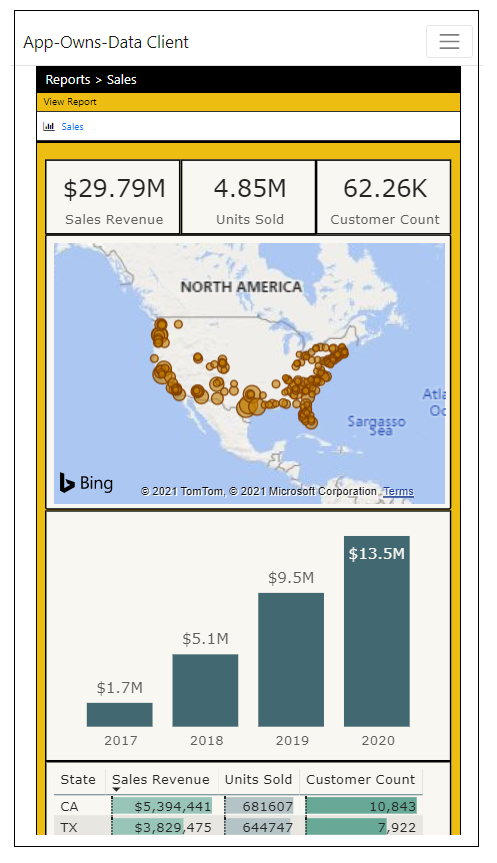 App-Owns-Data Client
Reports > Sales
View Report
Sales
$29.79M 4.85M 62.26K
Sales Revenue Units Sold Customer Count
NORTH AMERICA
Sargasso
Sea
Bing © 2021 TomTom, © 2021 Microsoft Corporation Terms
$13.5M
$9.5M
$5.1M
$1.7M
2017 2018 2019 2020
State Sales Revenue Units Sold Customer Count
CA $5,394,441 681607 10,843
TX $3,829,475 644747 7,922